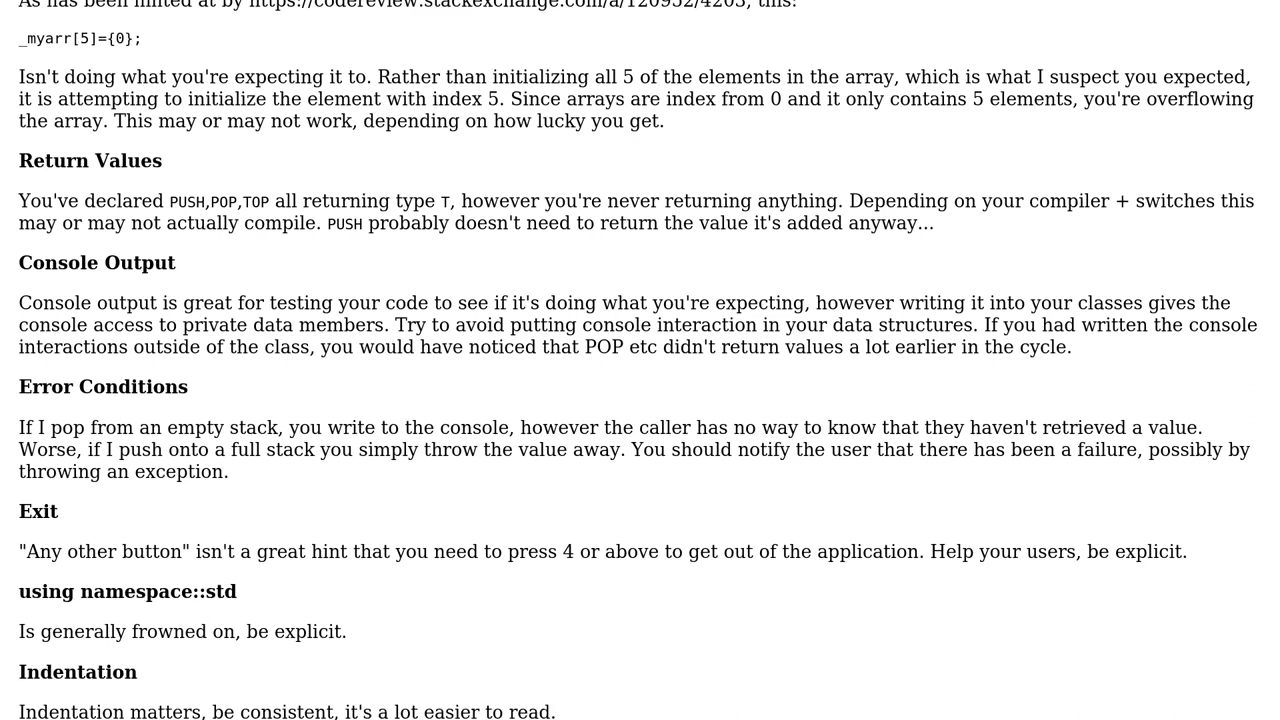 As has been hinted at by https://codereview.stackexchange.com/a/120952/4203, this:
_myarr[5]={0};
Isn't doing what you're expecting it to. Rather than initializing all 5 of the elements in the array, which is what I suspect you expected,
it is attempting to initialize the element with index 5. Since arrays are index from 0 and it only contains 5 elements, you're overflowing
the array. This may or may not work, depending on how lucky you get.
Return Values
You've declared PUSH,POP,TOP all returning type T, however you're never returning anything. Depending on your compiler + switches this
may or may not actually compile. PUSH probably doesn't need to return the value it's added anyway...
Console Output
Console output is great for testing your code to see if it's doing what you're expecting, however writing it into your classes gives the
console access to private data members. Try to avoid putting console interaction in your data structures. If you had written the console
interactions outside of the class, you would have noticed that POP etc didn't return values a lot earlier in the cycle.
Error Conditions
If I pop from an empty stack, you write to the console, however the caller has no way to know that they haven't retrieved a value.
Worse, if I push onto a full stack you simply throw the value away. You should notify the user that there has been a failure, possibly by
throwing an exception.
Exit
"Any other button" isn't a great hint that you need to press 4 or above to get out of the application. Help your users, be explicit.
using namespace::std
Is generally frowned on, be explicit.
Indentation
Indentation matters, be consistent, it's a lot easier to read.